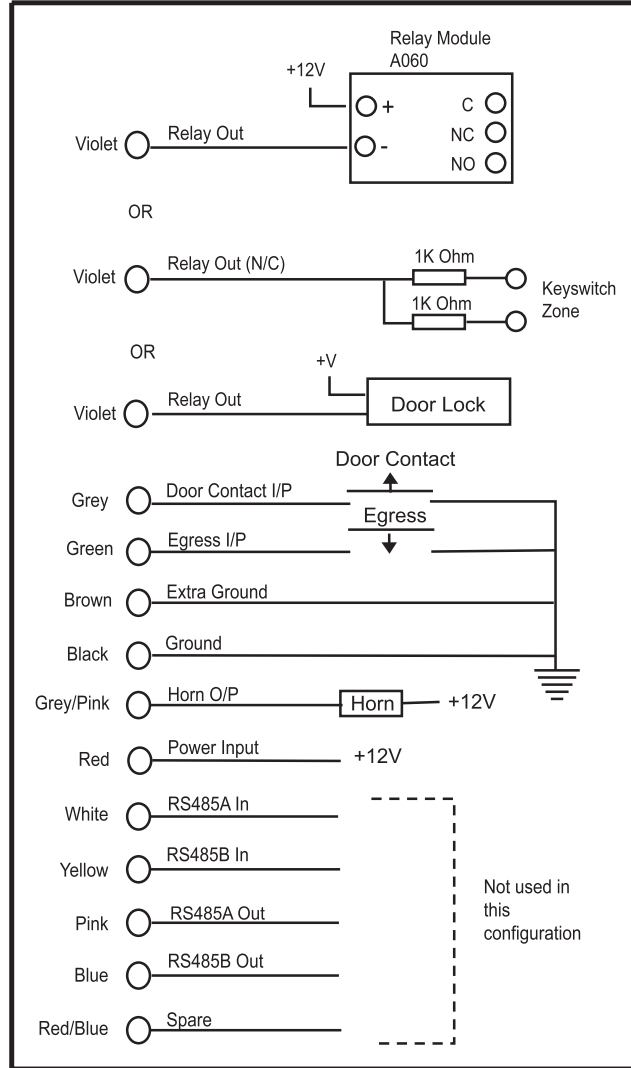 Relay Module
A060
+12V
+
C
NC
-
NO
Violet
Relay Out
OR
Violet
Relay Out (N/C)
1K Ohm
1K Ohm
Keyswitch
Zone
OR
+V
Violet
Relay Out
Door Lock
Door Contact
Grey
Door Contact I/P
Egress
Green
Egress I/P
Brown
Extra Ground
Black
Ground
Grey/Pink
Horn O/P
Horn
+12V
Red
Power Input
+12V
White
RS485A In
Yellow
RS485B In
Not used in
this
configuration
Pink
RS485A Out
Blue
RS485B Out
Red/Blue
Spare